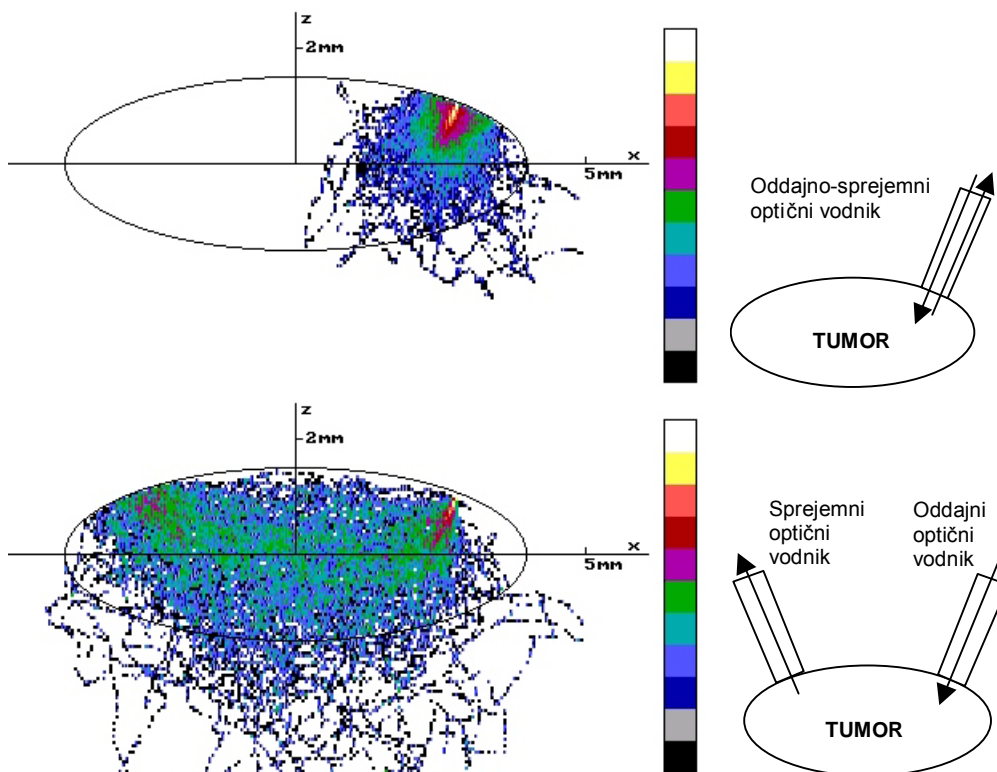 z
2mm
x
5mm
Oddajno-sprejemni
optični vodnik
TUMOR
z
2mm
x
5mm
Sprejemni
optični
vodnik
Oddajni
optični
vodnik
TUMOR